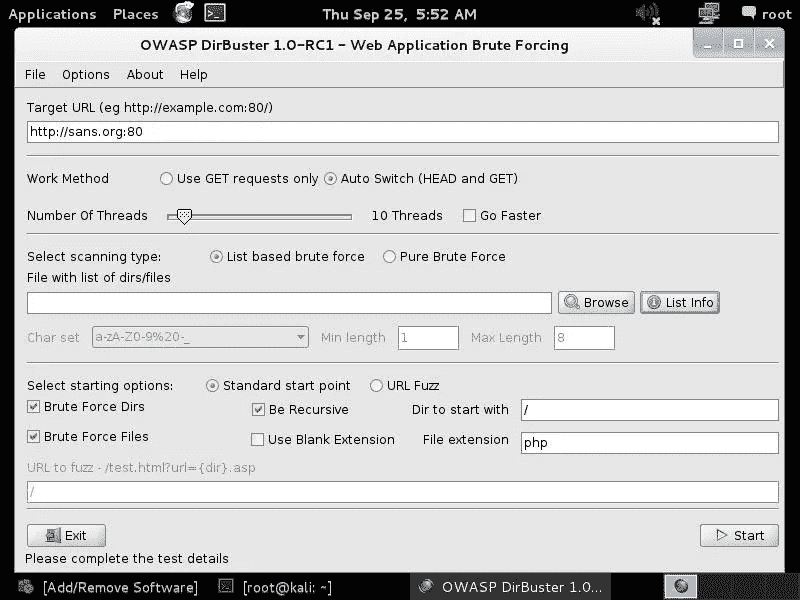 Applications Places Thu Sep 25, 5:52 AM root
OWASP DirBuster 1.0-RC1 - Web Application Brute Forcing
File Options About Help
Target URL (eg http://example.com:80/)
http://sans.org:80
Work Method Use GET requests only Auto Switch (HEAD and GET)
Number Of Threads 10 Threads Go Faster
Select scanning type: List based brute force Pure Brute Force
File with list of dirs/files
Browse List Info
Char set a-zA-Z0-9%20-_ Min length 1 Max Length 8
Select starting options: Standard start point URL Fuzz
Brute Force Dirs Be Recursive Dir to start with /
Brute Force Files Use Blank Extension File extension php
URL to fuzz - /test.html?url={dir}.asp
/
Exit Start
Please complete the test details
[Add/Remove Software] [root@kali: ~] OWASP DirBuster 1.0...